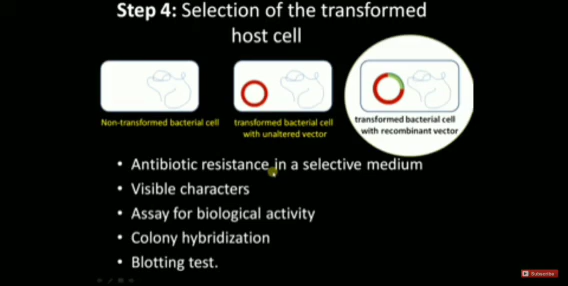 Step 4: Selection of the transformed
host cell
Non-transformed bacterial cell
transformed bacterial cell
with unaltered vector
transformed bacterial cell
with recombinant vector
• Antibiotic resistance in a selective medium
• Visible characters
• Assay for biological activity
• Colony hybridization
• Blotting test.
Subscribe